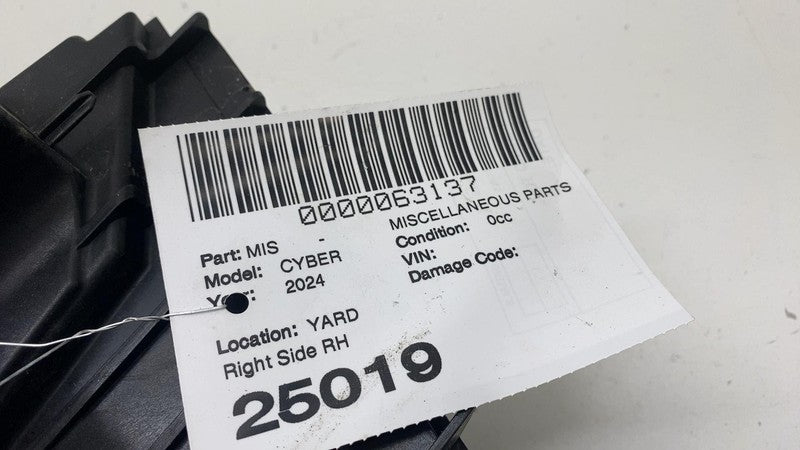 0000063137
Part: MIS - MISCELLANEOUS PARTS
Model: CYBER Condition: 0cc
Year: 2024 VIN:
Damage Code:
Location: YARD
Right Side RH
25019